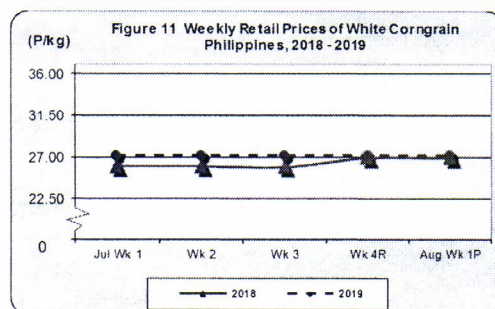 Figure 11 Weekly Retail Prices of White Corngrain
Philippines, 2018 - 2019
(P/kg)
36.00
31.50
27.00
22.50
0
Jul Wk 1 Wk 2 Wk 3 Wk 4R Aug Wk 1P
2018 2019